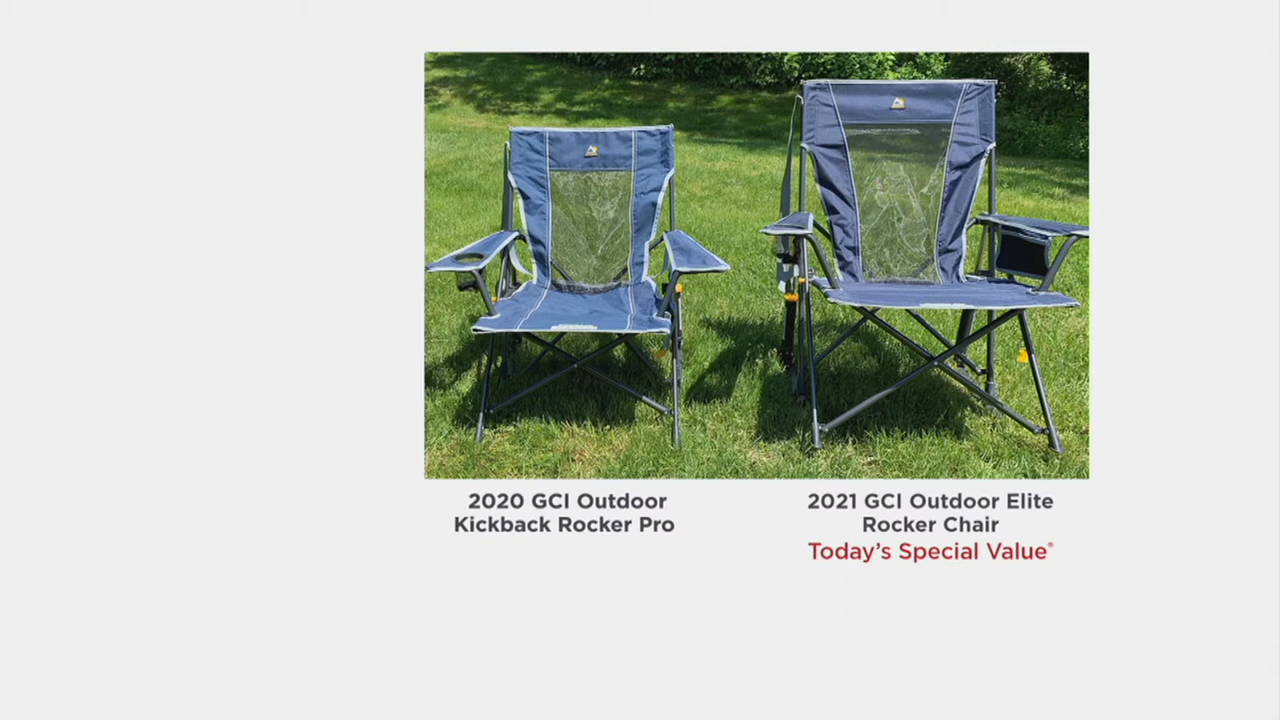 2020 GCI Outdoor
Kickback Rocker Pro
2021 GCI Outdoor Elite
Rocker Chair
Today's Special Value®